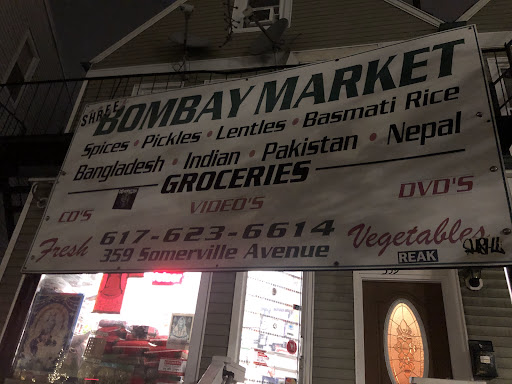 SHREE
BOMBAY MARKET
Spices • Pickles • Lentles • Basmati Rice
Bangladesh • Indian • Pakistan • Nepal
GROCERIES
CD'S VIDEO'S DVD'S
Fresh 617-623-6614 Vegetables
359 Somerville Avenue
REAK
359